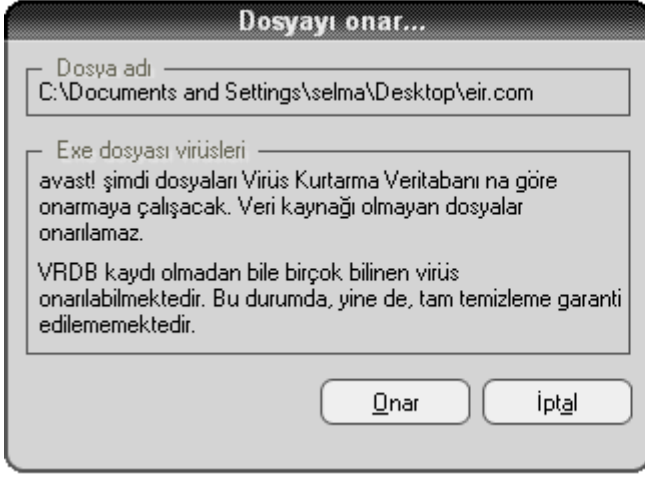 Dosyayı onar...
Dosya adı
C:\Documents and Settings\selma\Desktop\eir.com
Exe dosyası virüsleri
avast! şimdi dosyaları Virüs Kurtarma Veritabanı na göre
onarmaya çalışacak. Veri kaynağı olmayan dosyalar
onarılamaz.
VRDB kaydı olmadan bile birçok bilinen virüs
onarılabilmektedir. Bu durumda, yine de, tam temizleme garanti
edilememektedir.
Onar
İptal